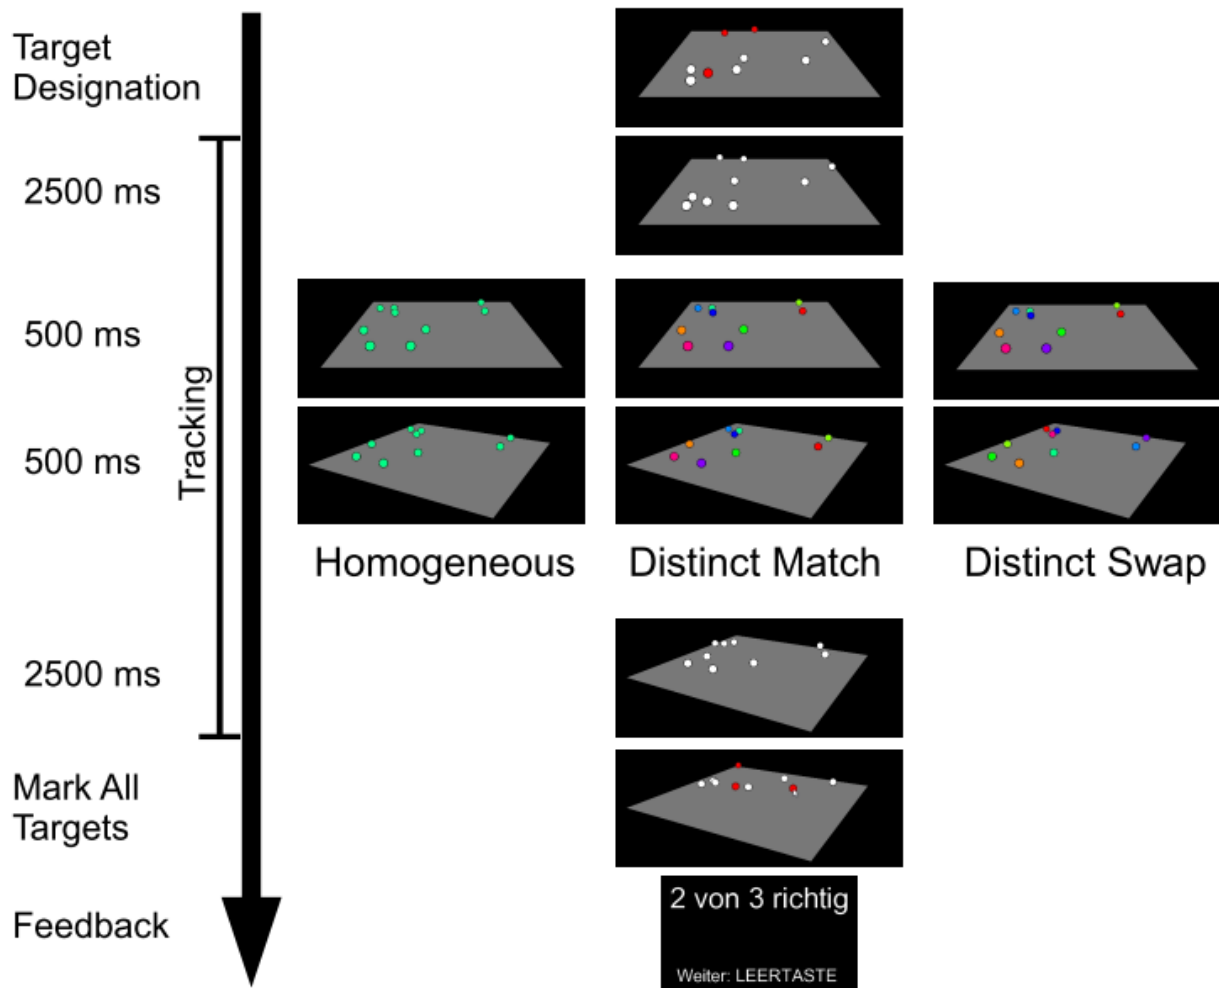 Target
Designation
2500 ms
500 ms
500 ms
Tracking
Homogeneous
Distinct Match
Distinct Swap
2500 ms
Mark All
Targets
Feedback
2 von 3 richtig
Weiter: LEERTASTE